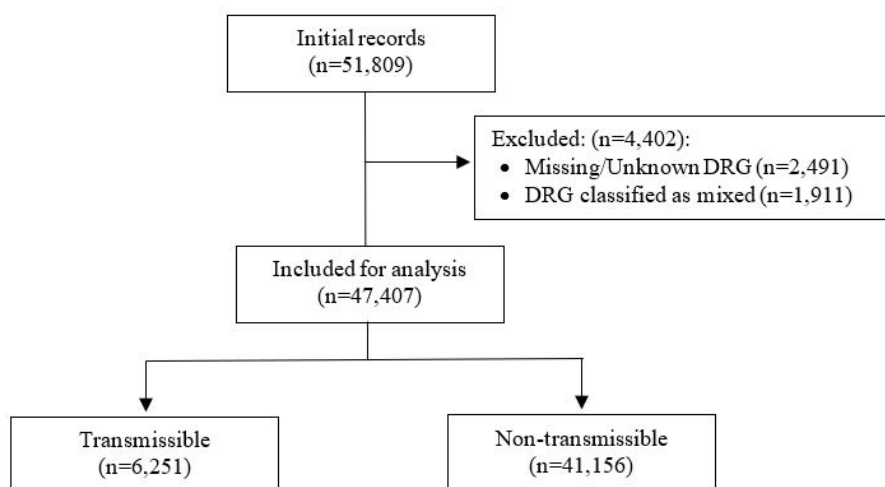 Initial records
(n=51,809)
Excluded: (n=4,402):
• Missing/Unknown DRG (n=2,491)
• DRG classified as mixed (n=1,911)
Included for analysis
(n=47,407)
Transmissible
(n=6,251)
Non-transmissible
(n=41,156)